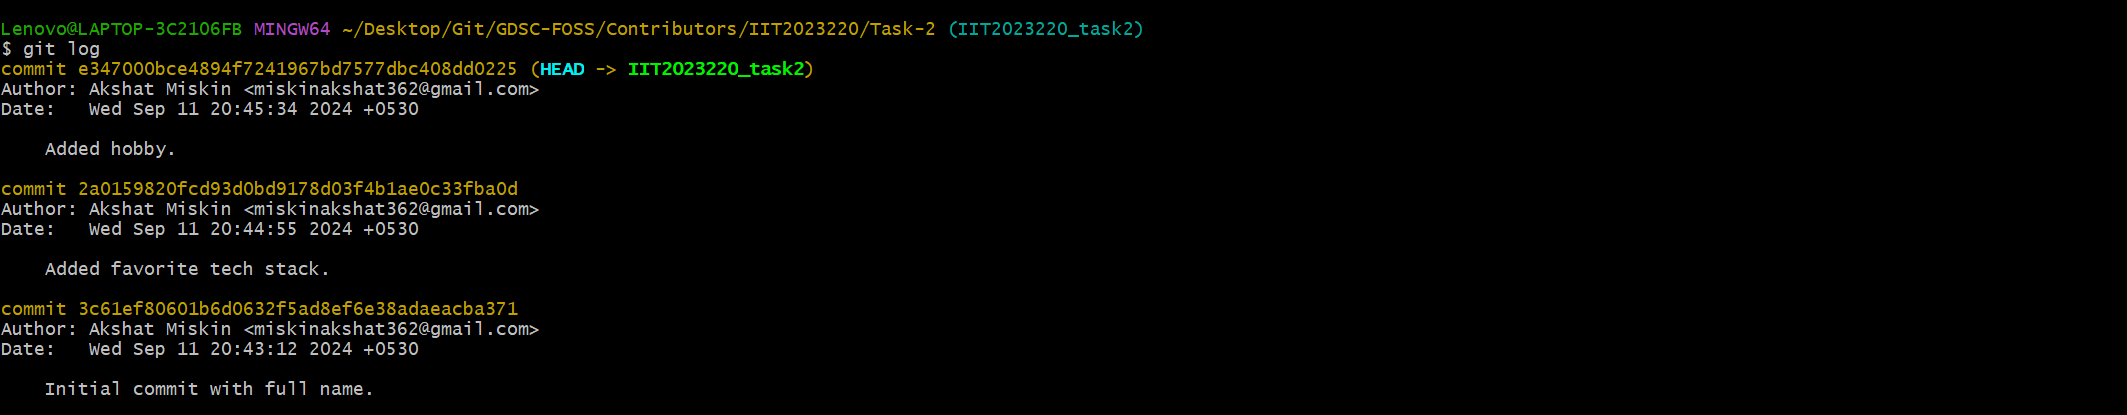 Lenovo@LAPTOP-3C2106FB MINGW64 ~/Desktop/Git/GDSC-FOSS/Contributors/IIT2023220/Task-2 (IIT2023220_task2)
$ git log
commit e347000bce4894f7241967bd7577dbc408dd0225 (HEAD -> IIT2023220_task2)
Author: Akshat Miskin <miskinakshat362@gmail.com>
Date:   Wed Sep 11 20:45:34 2024 +0530
    Added hobby.
commit 2a0159820fcd93d0bd9178d03f4b1ae0c33fba0d
Author: Akshat Miskin <miskinakshat362@gmail.com>
Date:   Wed Sep 11 20:44:55 2024 +0530
    Added favorite tech stack.
commit 3c61ef80601b6d0632f5ad8ef6e38adaeacba371
Author: Akshat Miskin <miskinakshat362@gmail.com>
Date:   Wed Sep 11 20:43:12 2024 +0530
    Initial commit with full name.